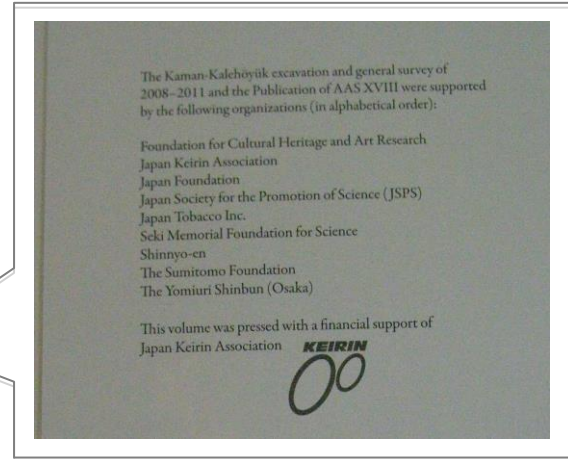 The Kaman-Kalehöyük excavation and general survey of
2008–2011 and the Publication of AAS XVIII were supported
by the following organizations (in alphabetical order):
Foundation for Cultural Heritage and Art Research
Japan Keirin Association
Japan Foundation
Japan Society for the Promotion of Science (JSPS)
Japan Tobacco Inc.
Seki Memorial Foundation for Science
Shinnyo-en
The Sumitomo Foundation
The Yomiuri Shinbun (Osaka)
This volume was pressed with a financial support of
Japan Keirin Association KEIRIN